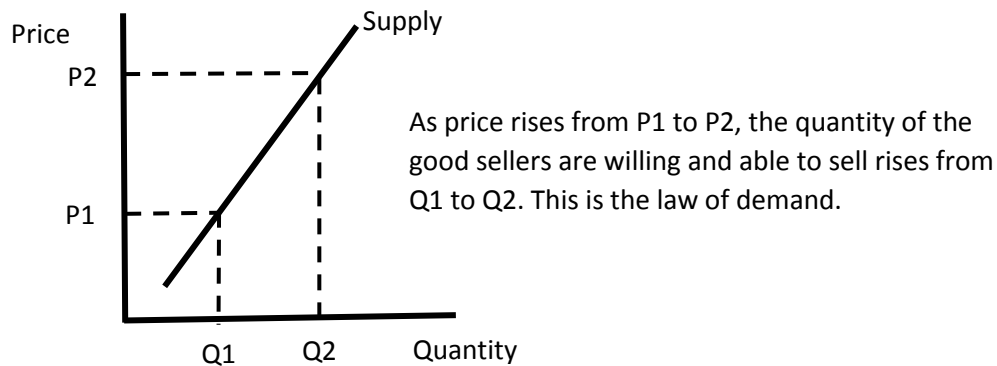 Supply
Price
P2
As price rises from P1 to P2, the quantity of the
good sellers are willing and able to sell rises from
Q1 to Q2. This is the law of demand.
P1
Q1
Q2
Quantity